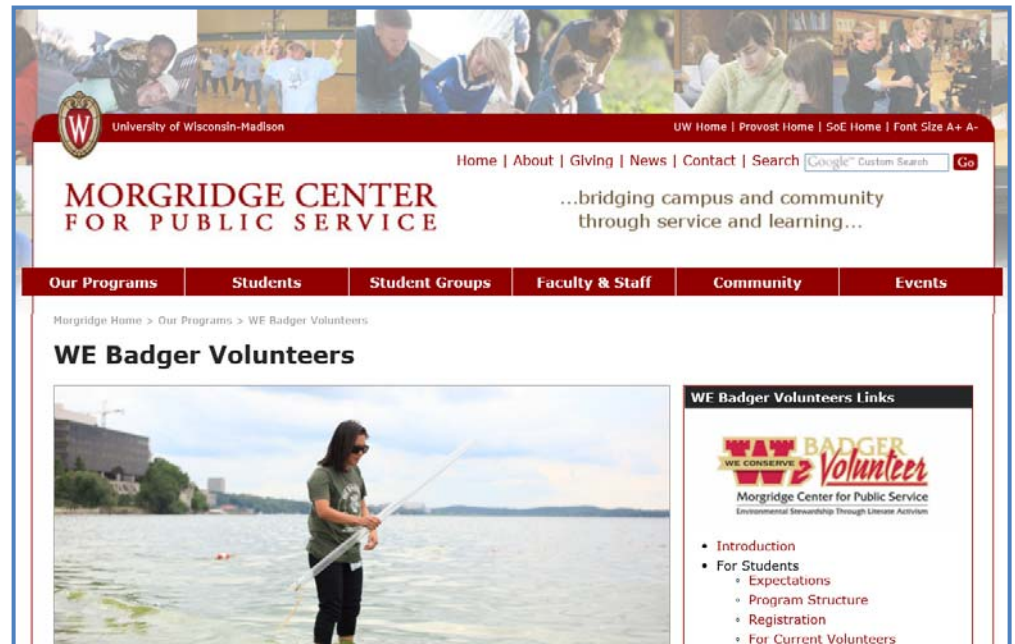 W
University of Wisconsin-Madison
UW Home | Provost Home | SoE Home | Font Size A+ A-
Home | About | Giving | News | Contact | Search Google™ Custom Search Go
MORGRIDGE CENTER
FOR PUBLIC SERVICE
...bridging campus and community
through service and learning...
Our Programs Students Student Groups Faculty & Staff Community Events
Morgridge Home > Our Programs > WE Badger Volunteers
WE Badger Volunteers
WE Badger Volunteers Links
BADGER
WE CONSERVE Volunteer
Morgridge Center for Public Service
Environmental Stewardship Through Literate Activism
• Introduction
• For Students
◦ Expectations
◦ Program Structure
◦ Registration
◦ For Current Volunteers